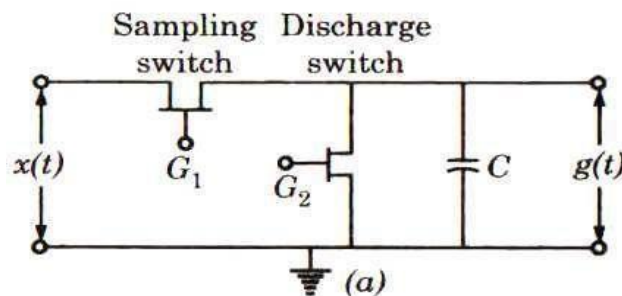 Sampling Discharge
switch switch
x(t) G₁ G₂ C g(t)
(a)